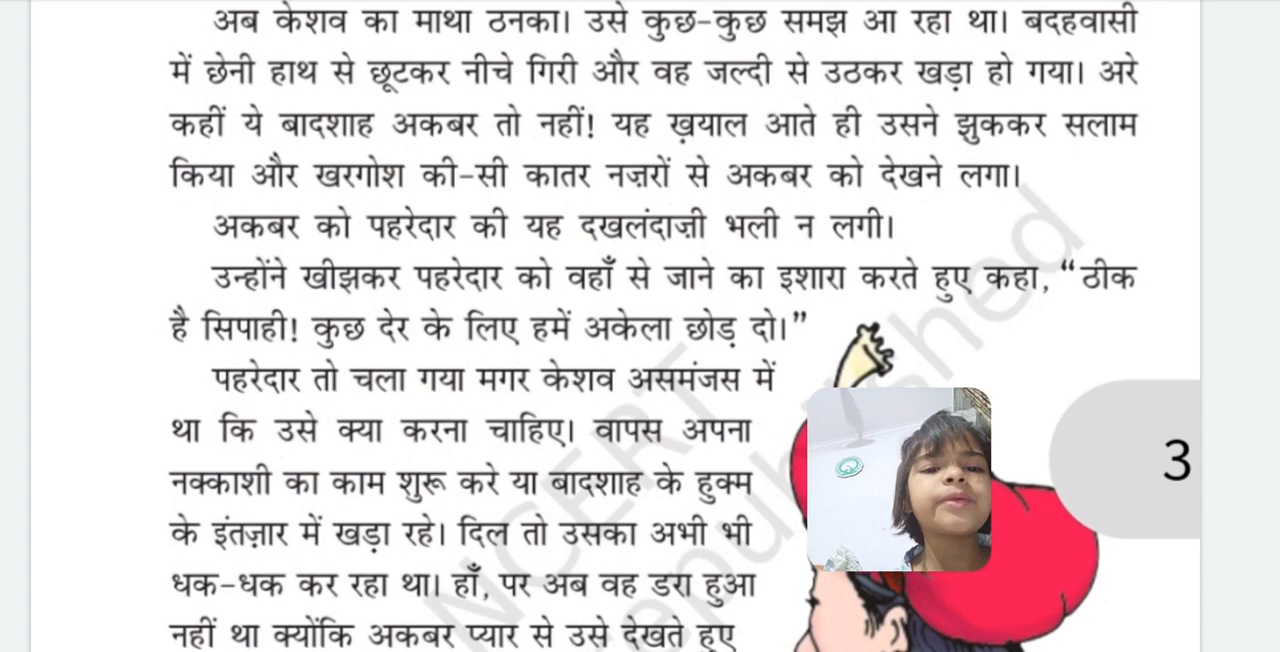 अब केशव का माथा ठनका। उसे कुछ-कुछ समझ आ रहा था। बदहवासी
में छेनी हाथ से छूटकर नीचे गिरी और वह जल्दी से उठकर खड़ा हो गया। अरे
कहीं ये बादशाह अकबर तो नहीं! यह ख़याल आते ही उसने झुककर सलाम
किया और खरगोश की-सी कातर नज़रों से अकबर को देखने लगा।
अकबर को पहरेदार की यह दखलंदाज़ी भली न लगी।
उन्होंने खीझकर पहरेदार को वहाँ से जाने का इशारा करते हुए कहा, “ठीक
है सिपाही! कुछ देर के लिए हमें अकेला छोड़ दो।”
पहरेदार तो चला गया मगर केशव असमंजस में
था कि उसे क्या करना चाहिए। वापस अपना
नक्काशी का काम शुरू करे या बादशाह के हुक्म
के इंतज़ार में खड़ा रहे। दिल तो उसका अभी भी
धक-धक कर रहा था। हाँ, पर अब वह डरा हुआ
नहीं था क्योंकि अकबर प्यार से उसे देखते हुए
3
NCERT